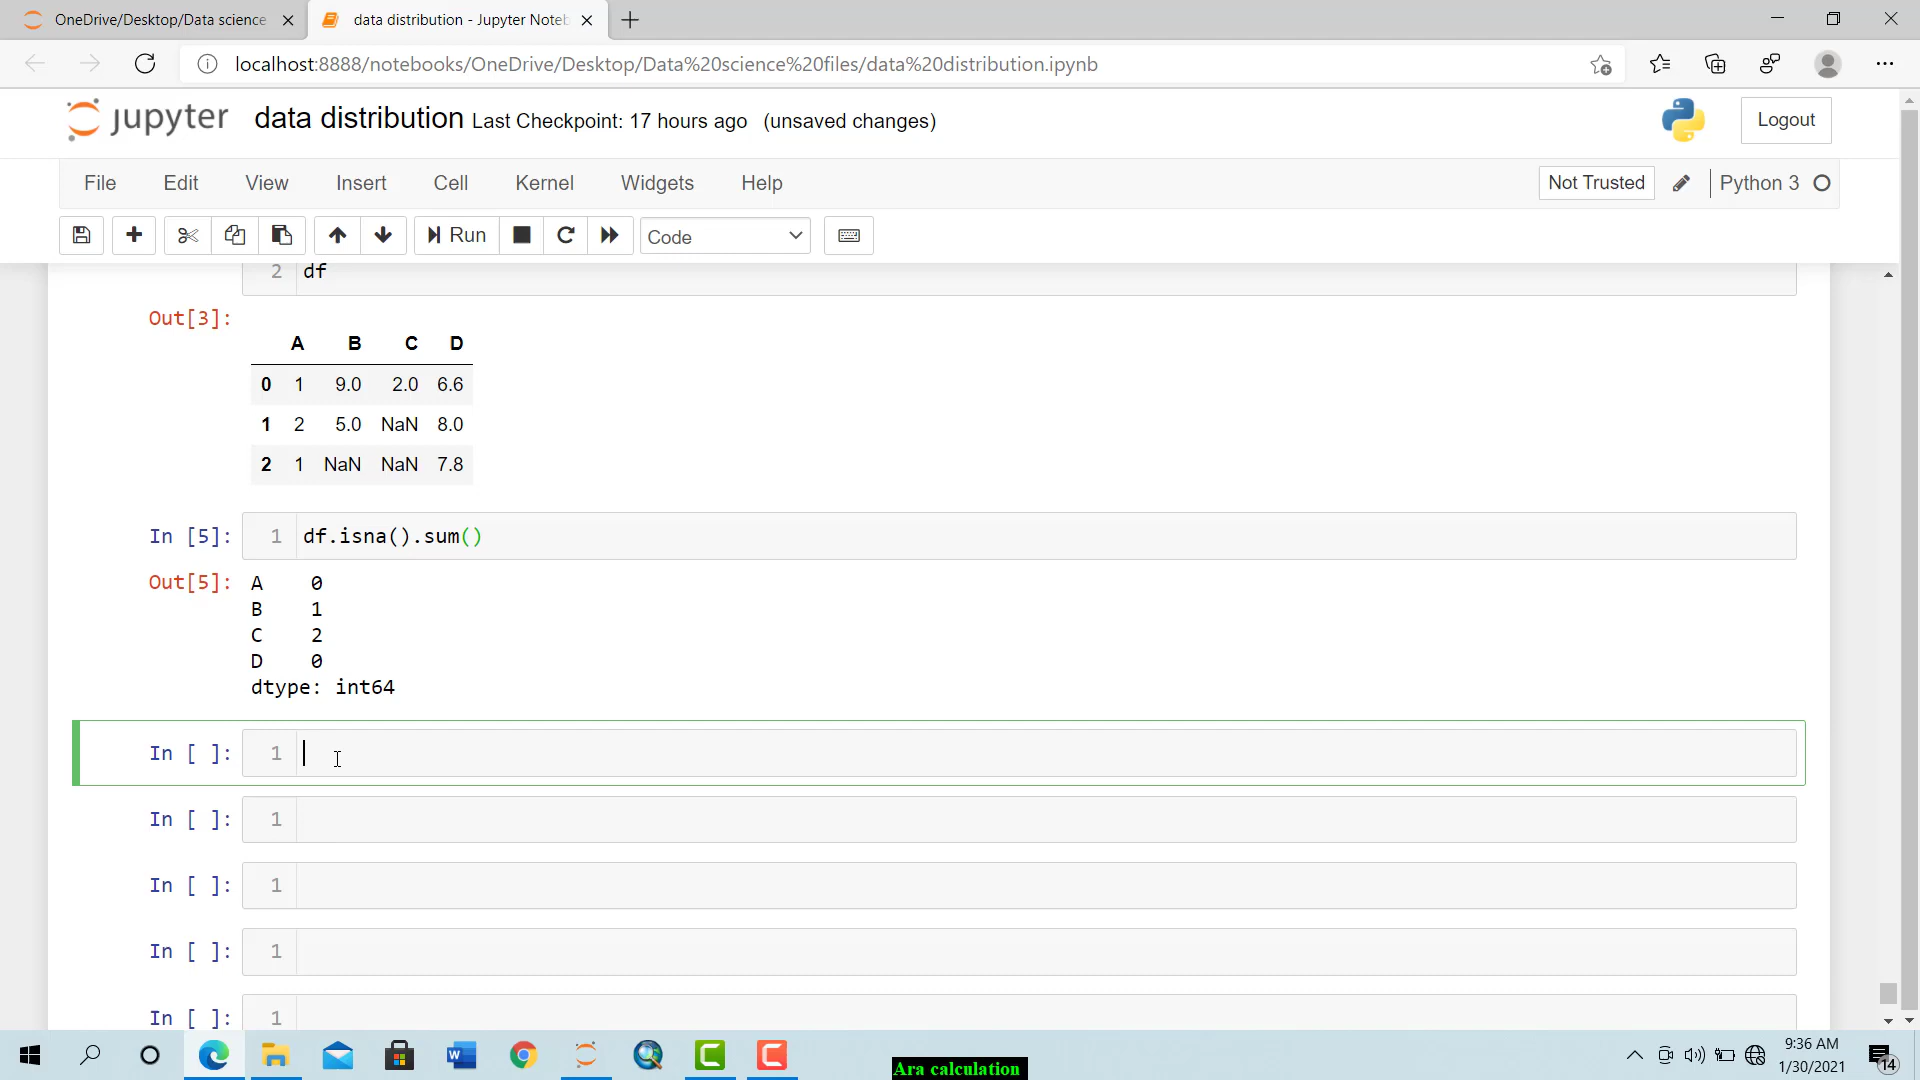 OneDrive/Desktop/Data science
data distribution - Jupyter Noteb
localhost:8888/notebooks/OneDrive/Desktop/Data%20science%20files/data%20distribution.ipynb
jupyter data distribution Last Checkpoint: 17 hours ago (unsaved changes)
Logout
File Edit View Insert Cell Kernel Widgets Help
Not Trusted Python 3
Run Code
2 df
Out[3]:
A B C D
0 1 9.0 2.0 6.6
1 2 5.0 NaN 8.0
2 1 NaN NaN 7.8
In [5]: 1 df.isna().sum()
Out[5]: A 0
B 1
C 2
D 0
dtype: int64
In [ ]: 1
In [ ]: 1
In [ ]: 1
In [ ]: 1
In [ ]: 1
Ara calculation
9:36 AM
1/30/2021
14